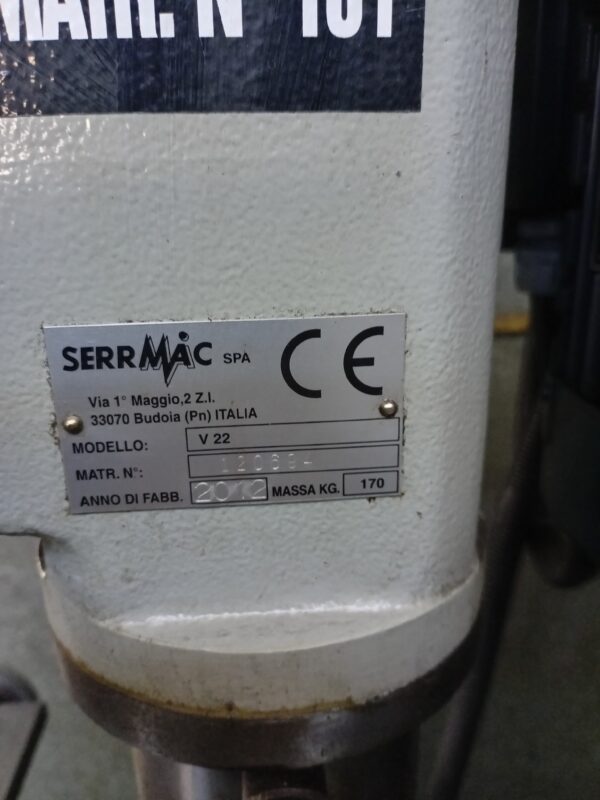 MATR. N° 101
SERRMAC SPA CE
Via 1° Maggio,2 Z.I.
33070 Budoia (Pn) ITALIA
MODELLO: V 22
MATR. N°:
ANNO DI FABB. 2012 MASSA KG. 170